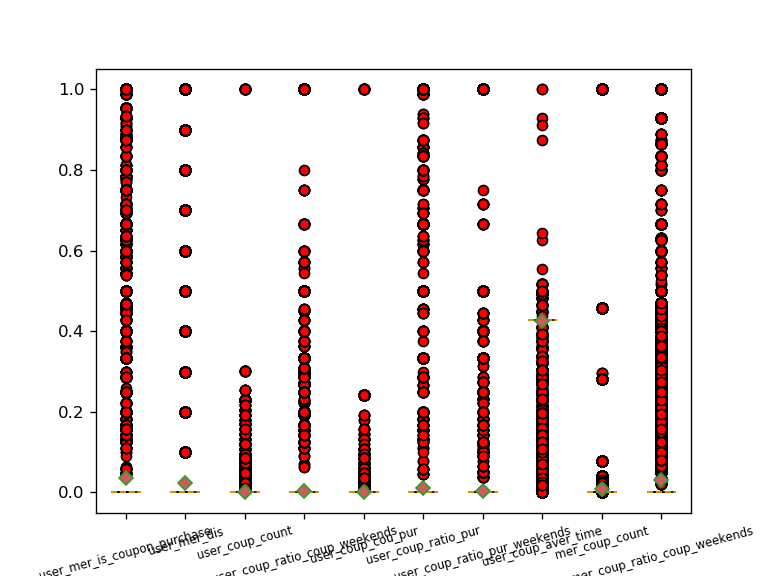 1.0
0.8
0.6
0.4
0.2
0.0
user_mer_is_coupon_purchase
user_mer_dis
user_coup_count
user_coup_ratio_coup_weekends
user_coup_cou_pur
user_coup_ratio_pur
user_coup_ratio_pur_weekends
user_coup_aver_time
mer_coup_count
mer_coup_ratio_coup_weekends